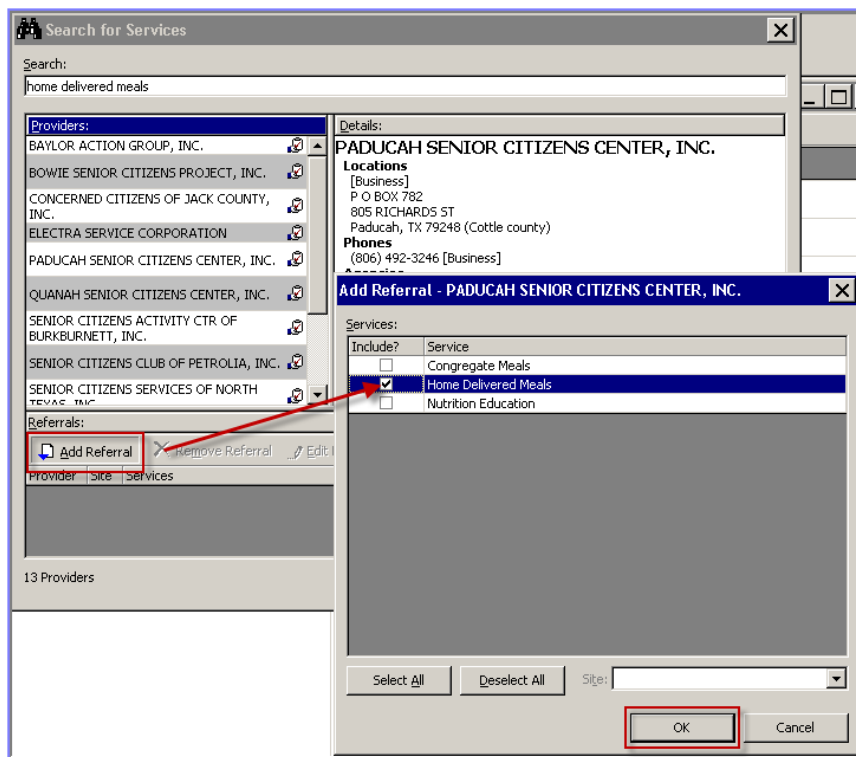 Search for Services
Search:
home delivered meals
Providers:
BAYLOR ACTION GROUP, INC.
BOWIE SENIOR CITIZENS PROJECT, INC.
CONCERNED CITIZENS OF JACK COUNTY,
INC.
ELECTRA SERVICE CORPORATION
PADUCAH SENIOR CITIZENS CENTER, INC.
QUANAH SENIOR CITIZENS CENTER, INC.
SENIOR CITIZENS ACTIVITY CTR OF
BURKBURNETT, INC.
SENIOR CITIZENS CLUB OF PETROLIA, INC.
SENIOR CITIZENS SERVICES OF NORTH
TEXAS, INC
Details:
PADUCAH SENIOR CITIZENS CENTER, INC.
Locations
[Business]
P O BOX 782
805 RICHARDS ST
Paducah, TX 79248 (Cottle county)
Phones
(806) 492-3246 [Business]
Agencies
Referrals:
Add Referral Remove Referral Edit
Provider Site Services
13 Providers
Add Referral - PADUCAH SENIOR CITIZENS CENTER, INC.
Services:
Include? Service
Congregate Meals
Home Delivered Meals
Nutrition Education
Select All Deselect All Site:
OK Cancel